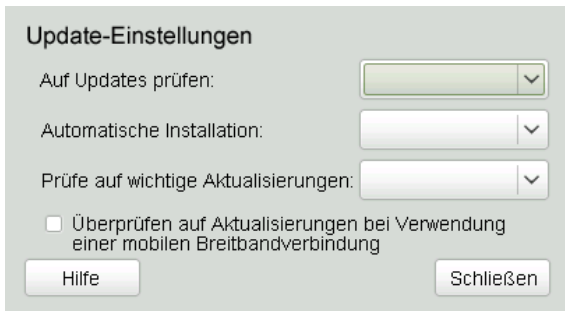 Update-Einstellungen
Auf Updates prüfen:
Automatische Installation:
Prüfe auf wichtige Aktualisierungen:
Überprüfen auf Aktualisierungen bei Verwendung
einer mobilen Breitbandverbindung
Hilfe
Schließen